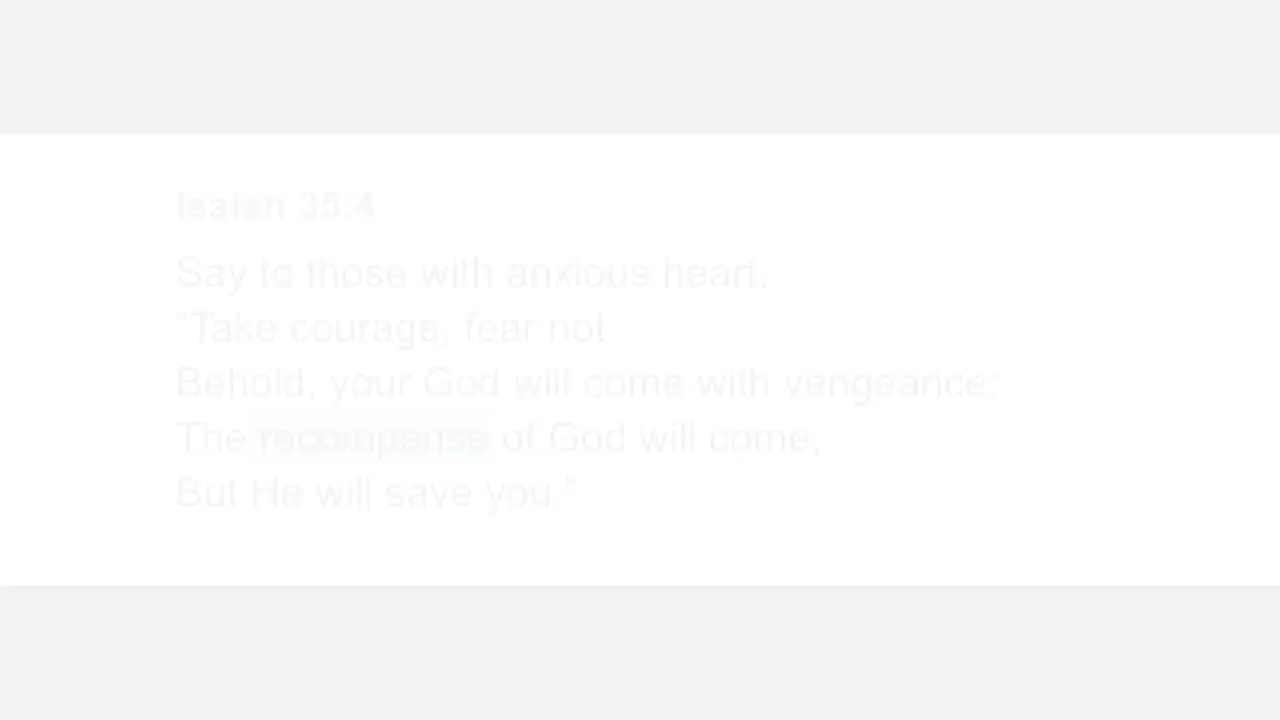 Isaiah 35:4
Say to those with anxious heart,
"Take courage, fear not
Behold, your God will come with vengeance;
The recompense of God will come,
But He will save you."